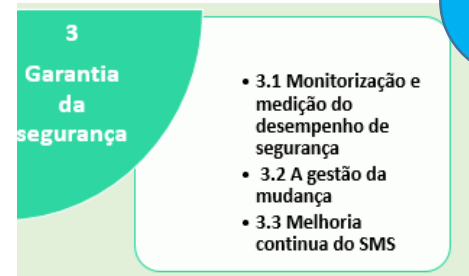 3
Garantia
da
segurança
• 3.1 Monitorização e
medição do
desempenho de
segurança
• 3.2 A gestão da
mudança
• 3.3 Melhoria
continua do SMS